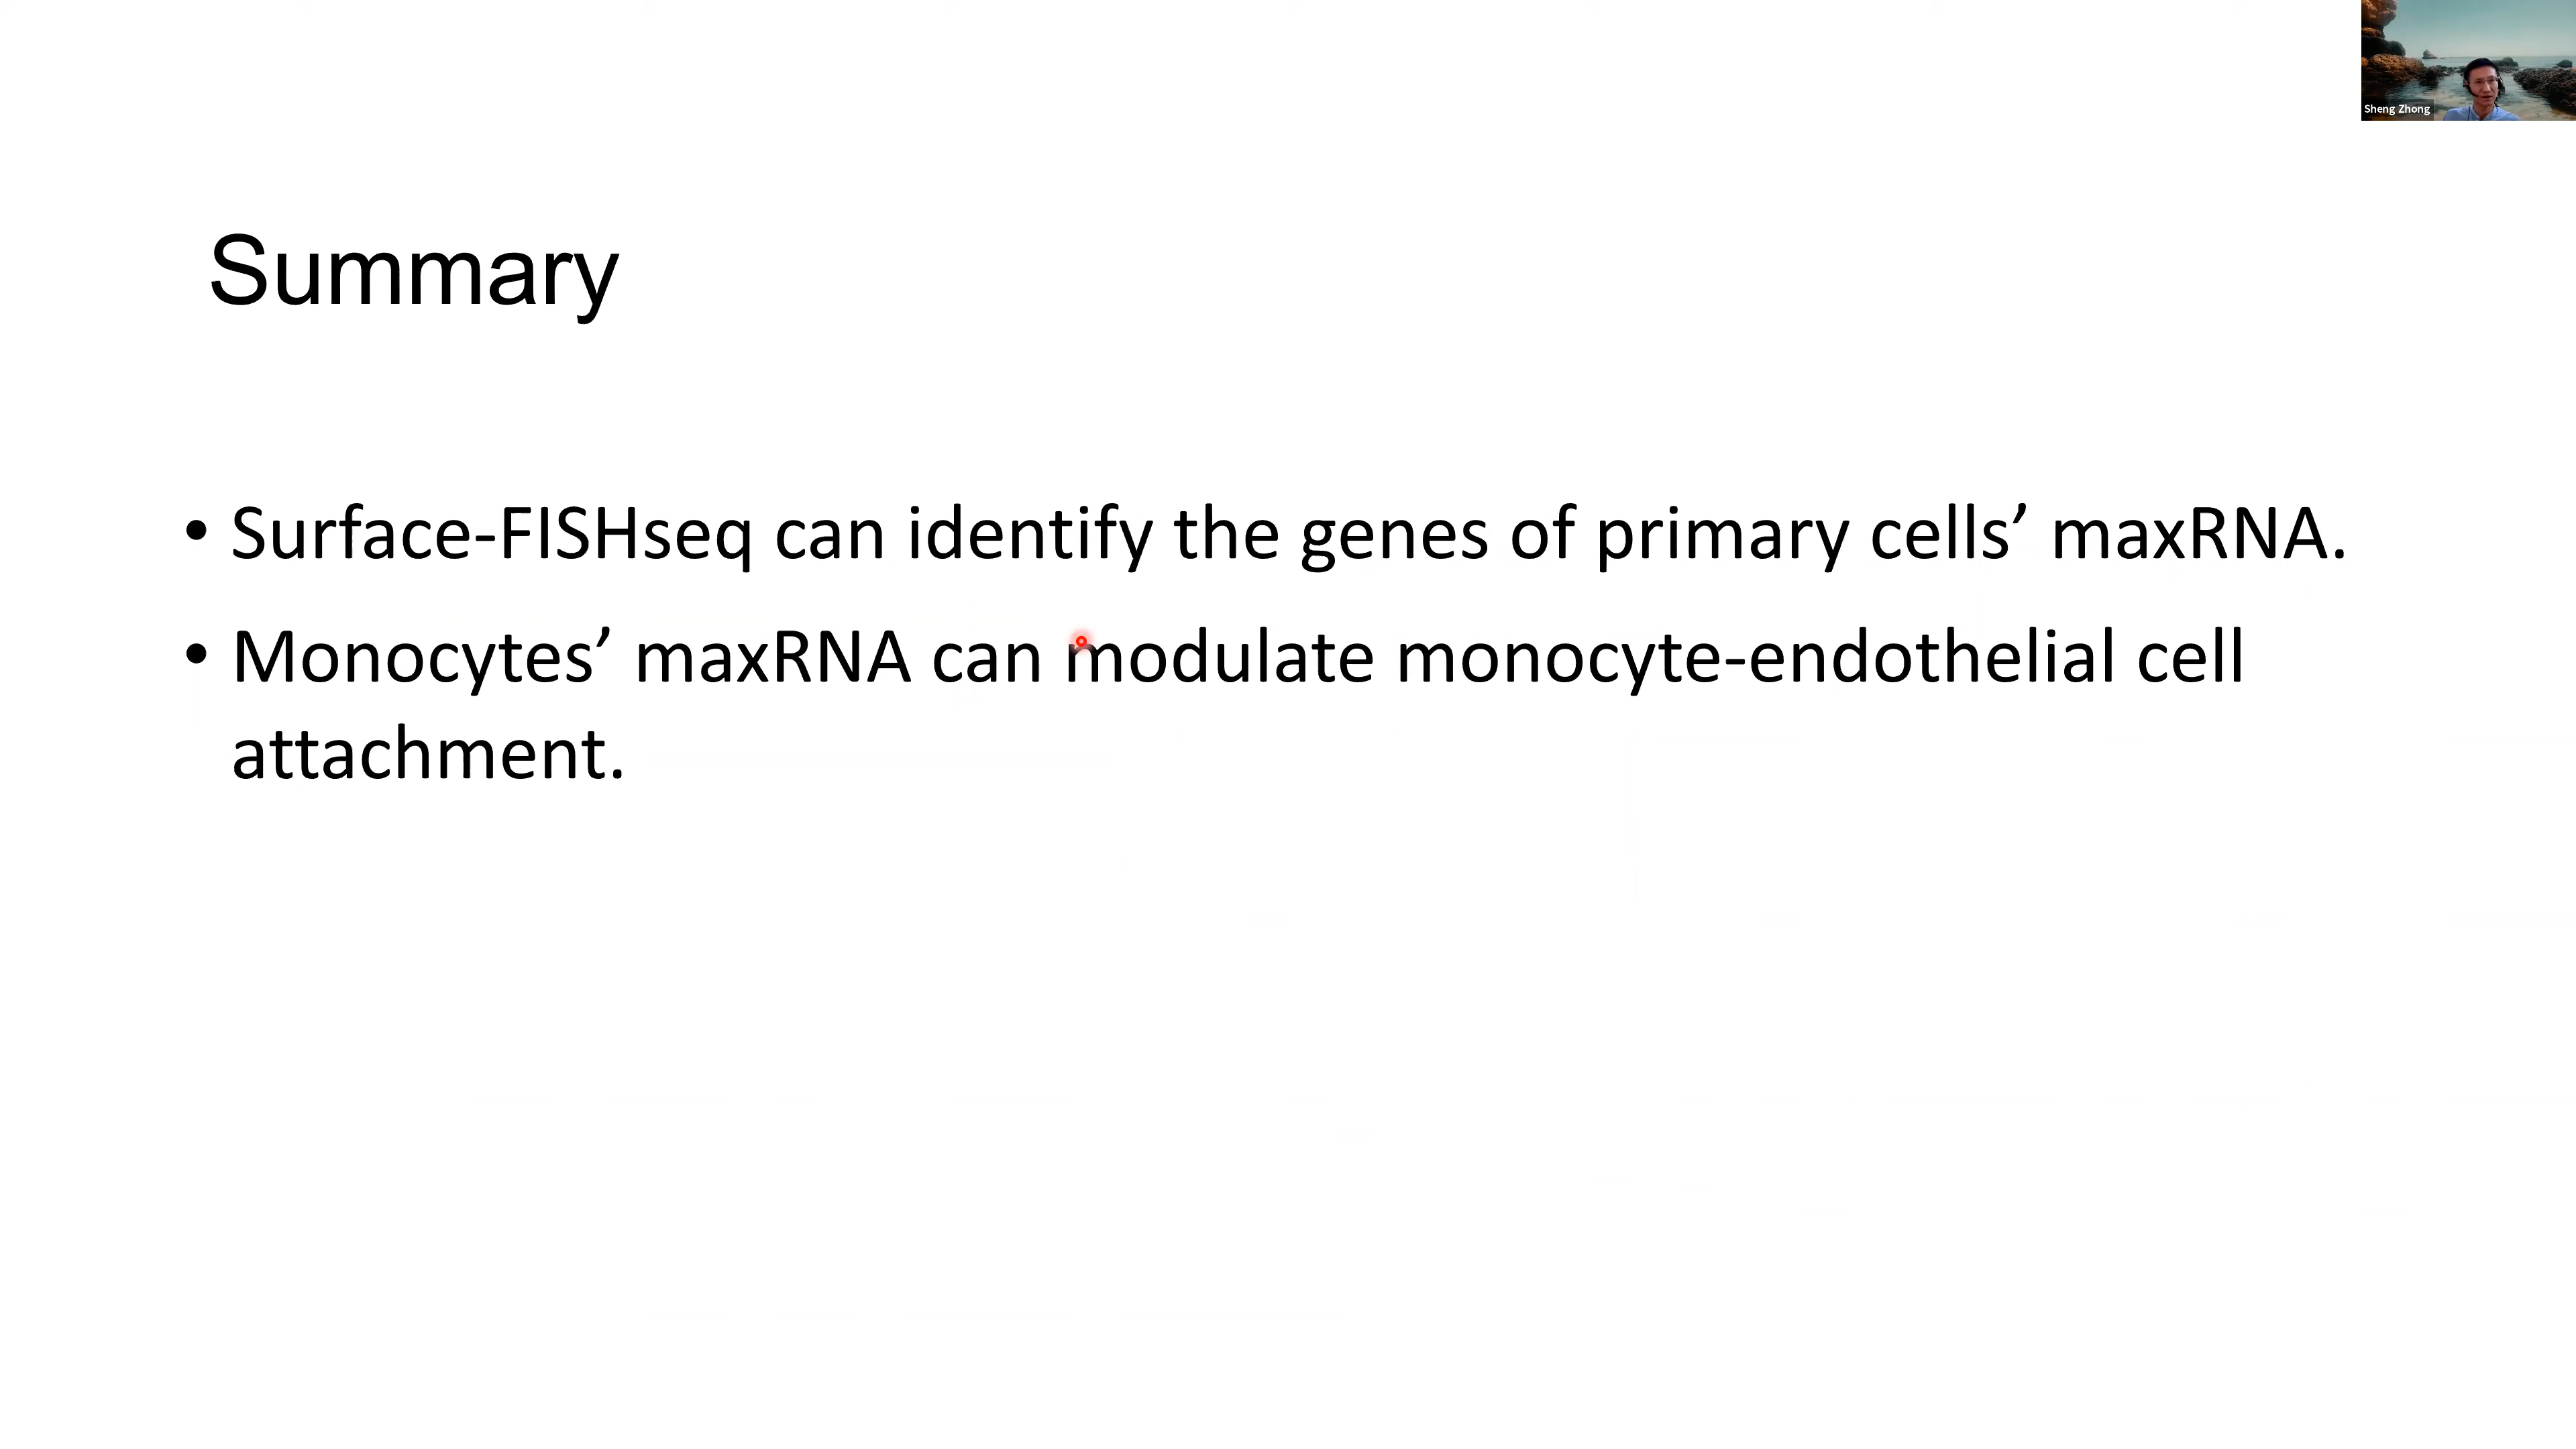 Sheng Zhong
Summary
• Surface-FISHseq can identify the genes of primary cells’ maxRNA.
• Monocytes’ maxRNA can modulate monocyte-endothelial cell
attachment.